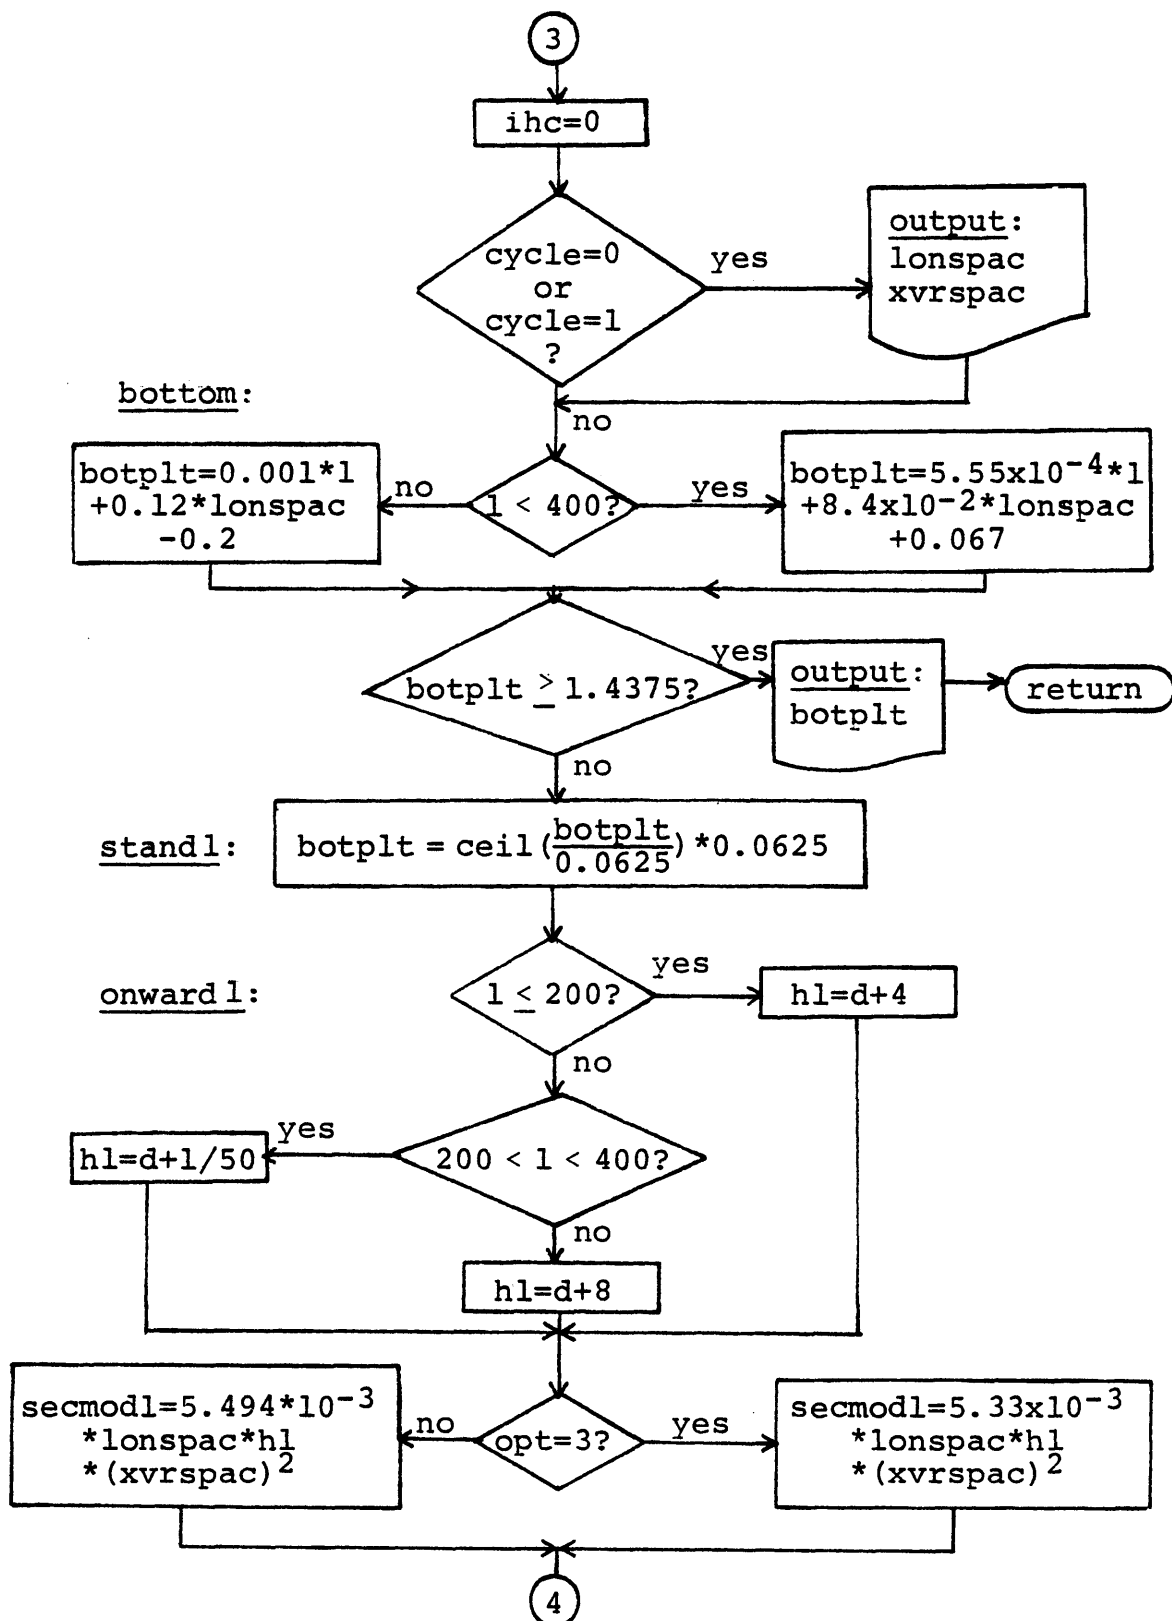 3
ihc=0
cycle=0
or
cycle=1
?
yes
output:
lonspac
xvrspac
no
bottom:
botplt=0.001*l
+0.12*lonspac
-0.2
no
l < 400?
yes
botplt=5.55x10⁻⁴*l
+8.4x10⁻²*lonspac
+0.067
botplt ≥ 1.4375?
yes
output:
botplt
return
no
stand1:
botplt = ceil(botplt/0.0625)*0.0625
onward1:
l ≤ 200?
yes
hl=d+4
no
200 < l < 400?
yes
hl=d+l/50
no
hl=d+8
secmodl=5.494*10⁻³
*lonspac*hl
*(xvrspac)²
no
opt=3?
yes
secmodl=5.33x10⁻³
*lonspac*hl
*(xvrspac)²
4